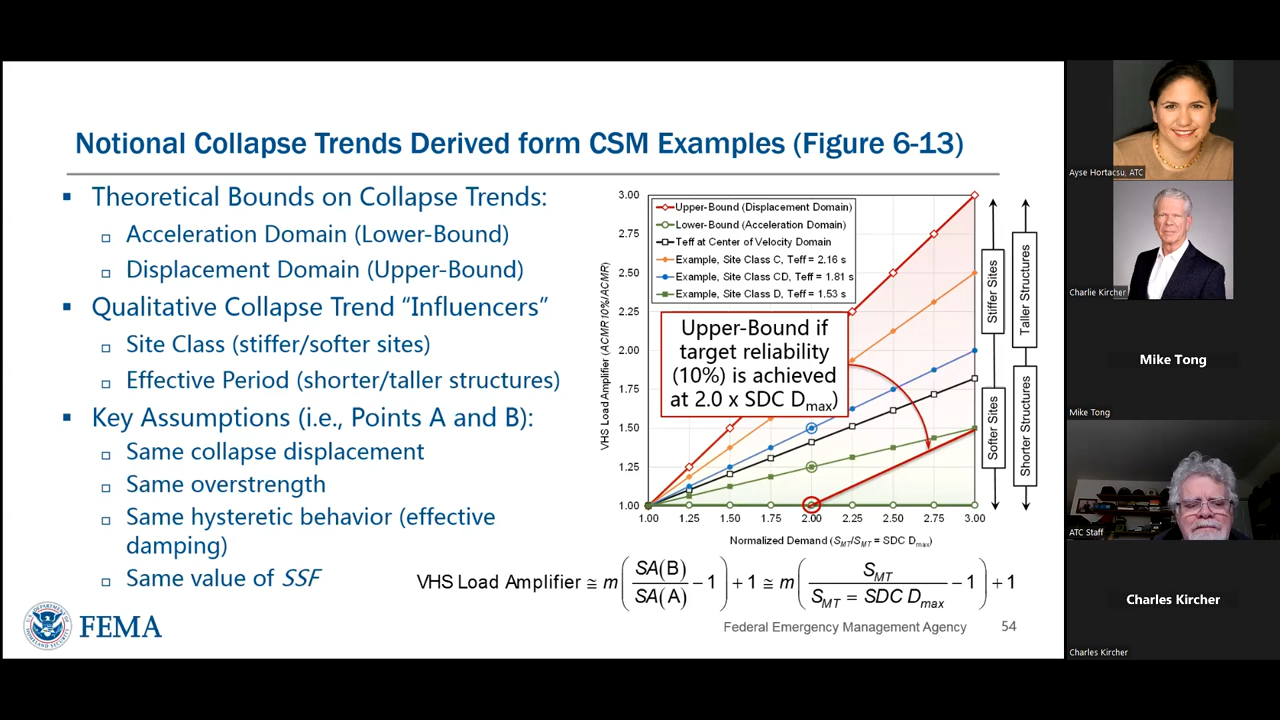 Notional Collapse Trends Derived form CSM Examples (Figure 6-13)
Theoretical Bounds on Collapse Trends:
Acceleration Domain (Lower-Bound)
Displacement Domain (Upper-Bound)
Qualitative Collapse Trend “Influencers”
Site Class (stiffer/softer sites)
Effective Period (shorter/taller structures)
Key Assumptions (i.e., Points A and B):
Same collapse displacement
Same overstrength
Same hysteretic behavior (effective
damping)
Same value of SSF
VHS Load Amplifier (ACMR10%/ACMR)
3.00
2.75
2.50
2.25
2.00
1.75
1.50
1.25
1.00
Upper-Bound (Displacement Domain)
Lower-Bound (Acceleration Domain)
Teff at Center of Velocity Domain
Example, Site Class C, Teff = 2.16 s
Example, Site Class CD, Teff = 1.81 s
Example, Site Class D, Teff = 1.53 s
Upper-Bound if
target reliability
(10%) is achieved
at 2.0 x SDC Dmax)
Stiffer Sites
Softer Sites
Taller Structures
Shorter Structures
1.00 1.25 1.50 1.75 2.00 2.25 2.50 2.75 3.00
Normalized Demand (SMT/SMT = SDC Dmax)
VHS Load Amplifier ≅ m ( SA(B) / SA(A) − 1 ) + 1 ≅ m ( SMT / SMT = SDC Dmax − 1 ) + 1
FEMA
Federal Emergency Management Agency 54
Ayse Hortacsu, ATC
Charlie Kircher
Mike Tong
Mike Tong
ATC Staff
Charles Kircher
Charles Kircher